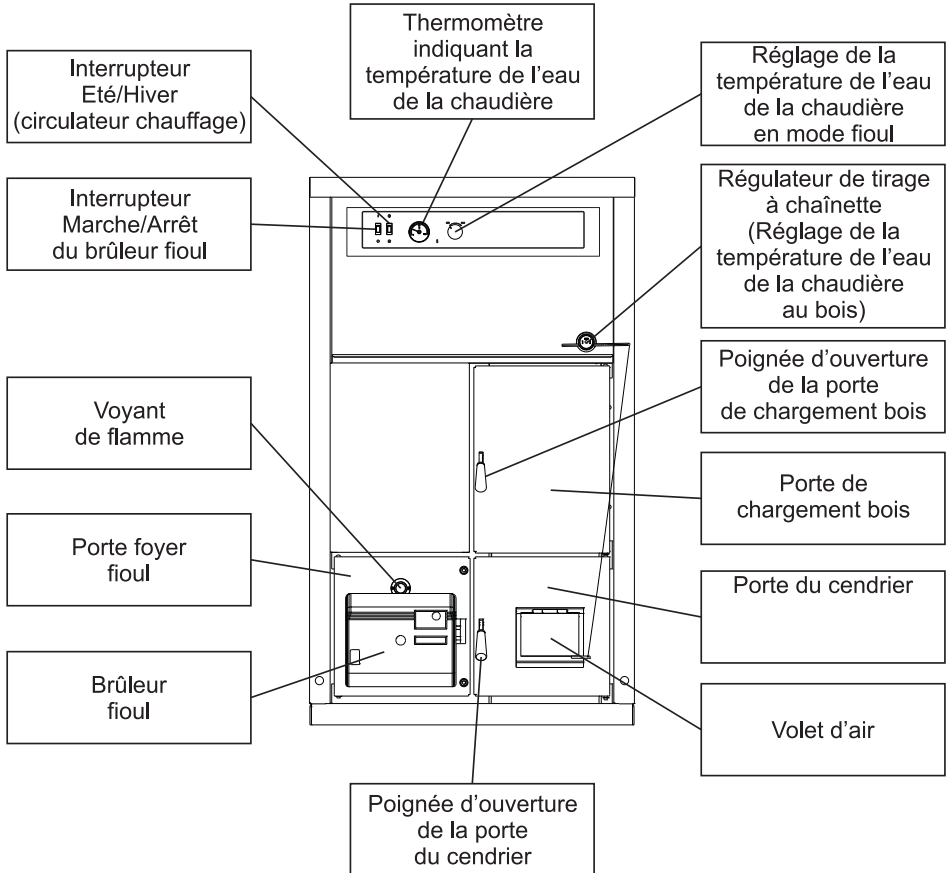 Thermomètre
indiquant la
température de l'eau
de la chaudière
Interrupteur
Eté/Hiver
(circulateur chauffage)
Réglage de la
température de l'eau
de la chaudière
en mode fioul
Interrupteur
Marche/Arrêt
du brûleur fioul
Régulateur de tirage
à chaînette
(Réglage de la
température de l'eau
de la chaudière
au bois)
Poignée d'ouverture
de la porte
de chargement bois
Voyant
de flamme
Porte de
chargement bois
Porte foyer
fioul
Porte du cendrier
Brûleur
fioul
Volet d'air
Poignée d'ouverture
de la porte
du cendrier